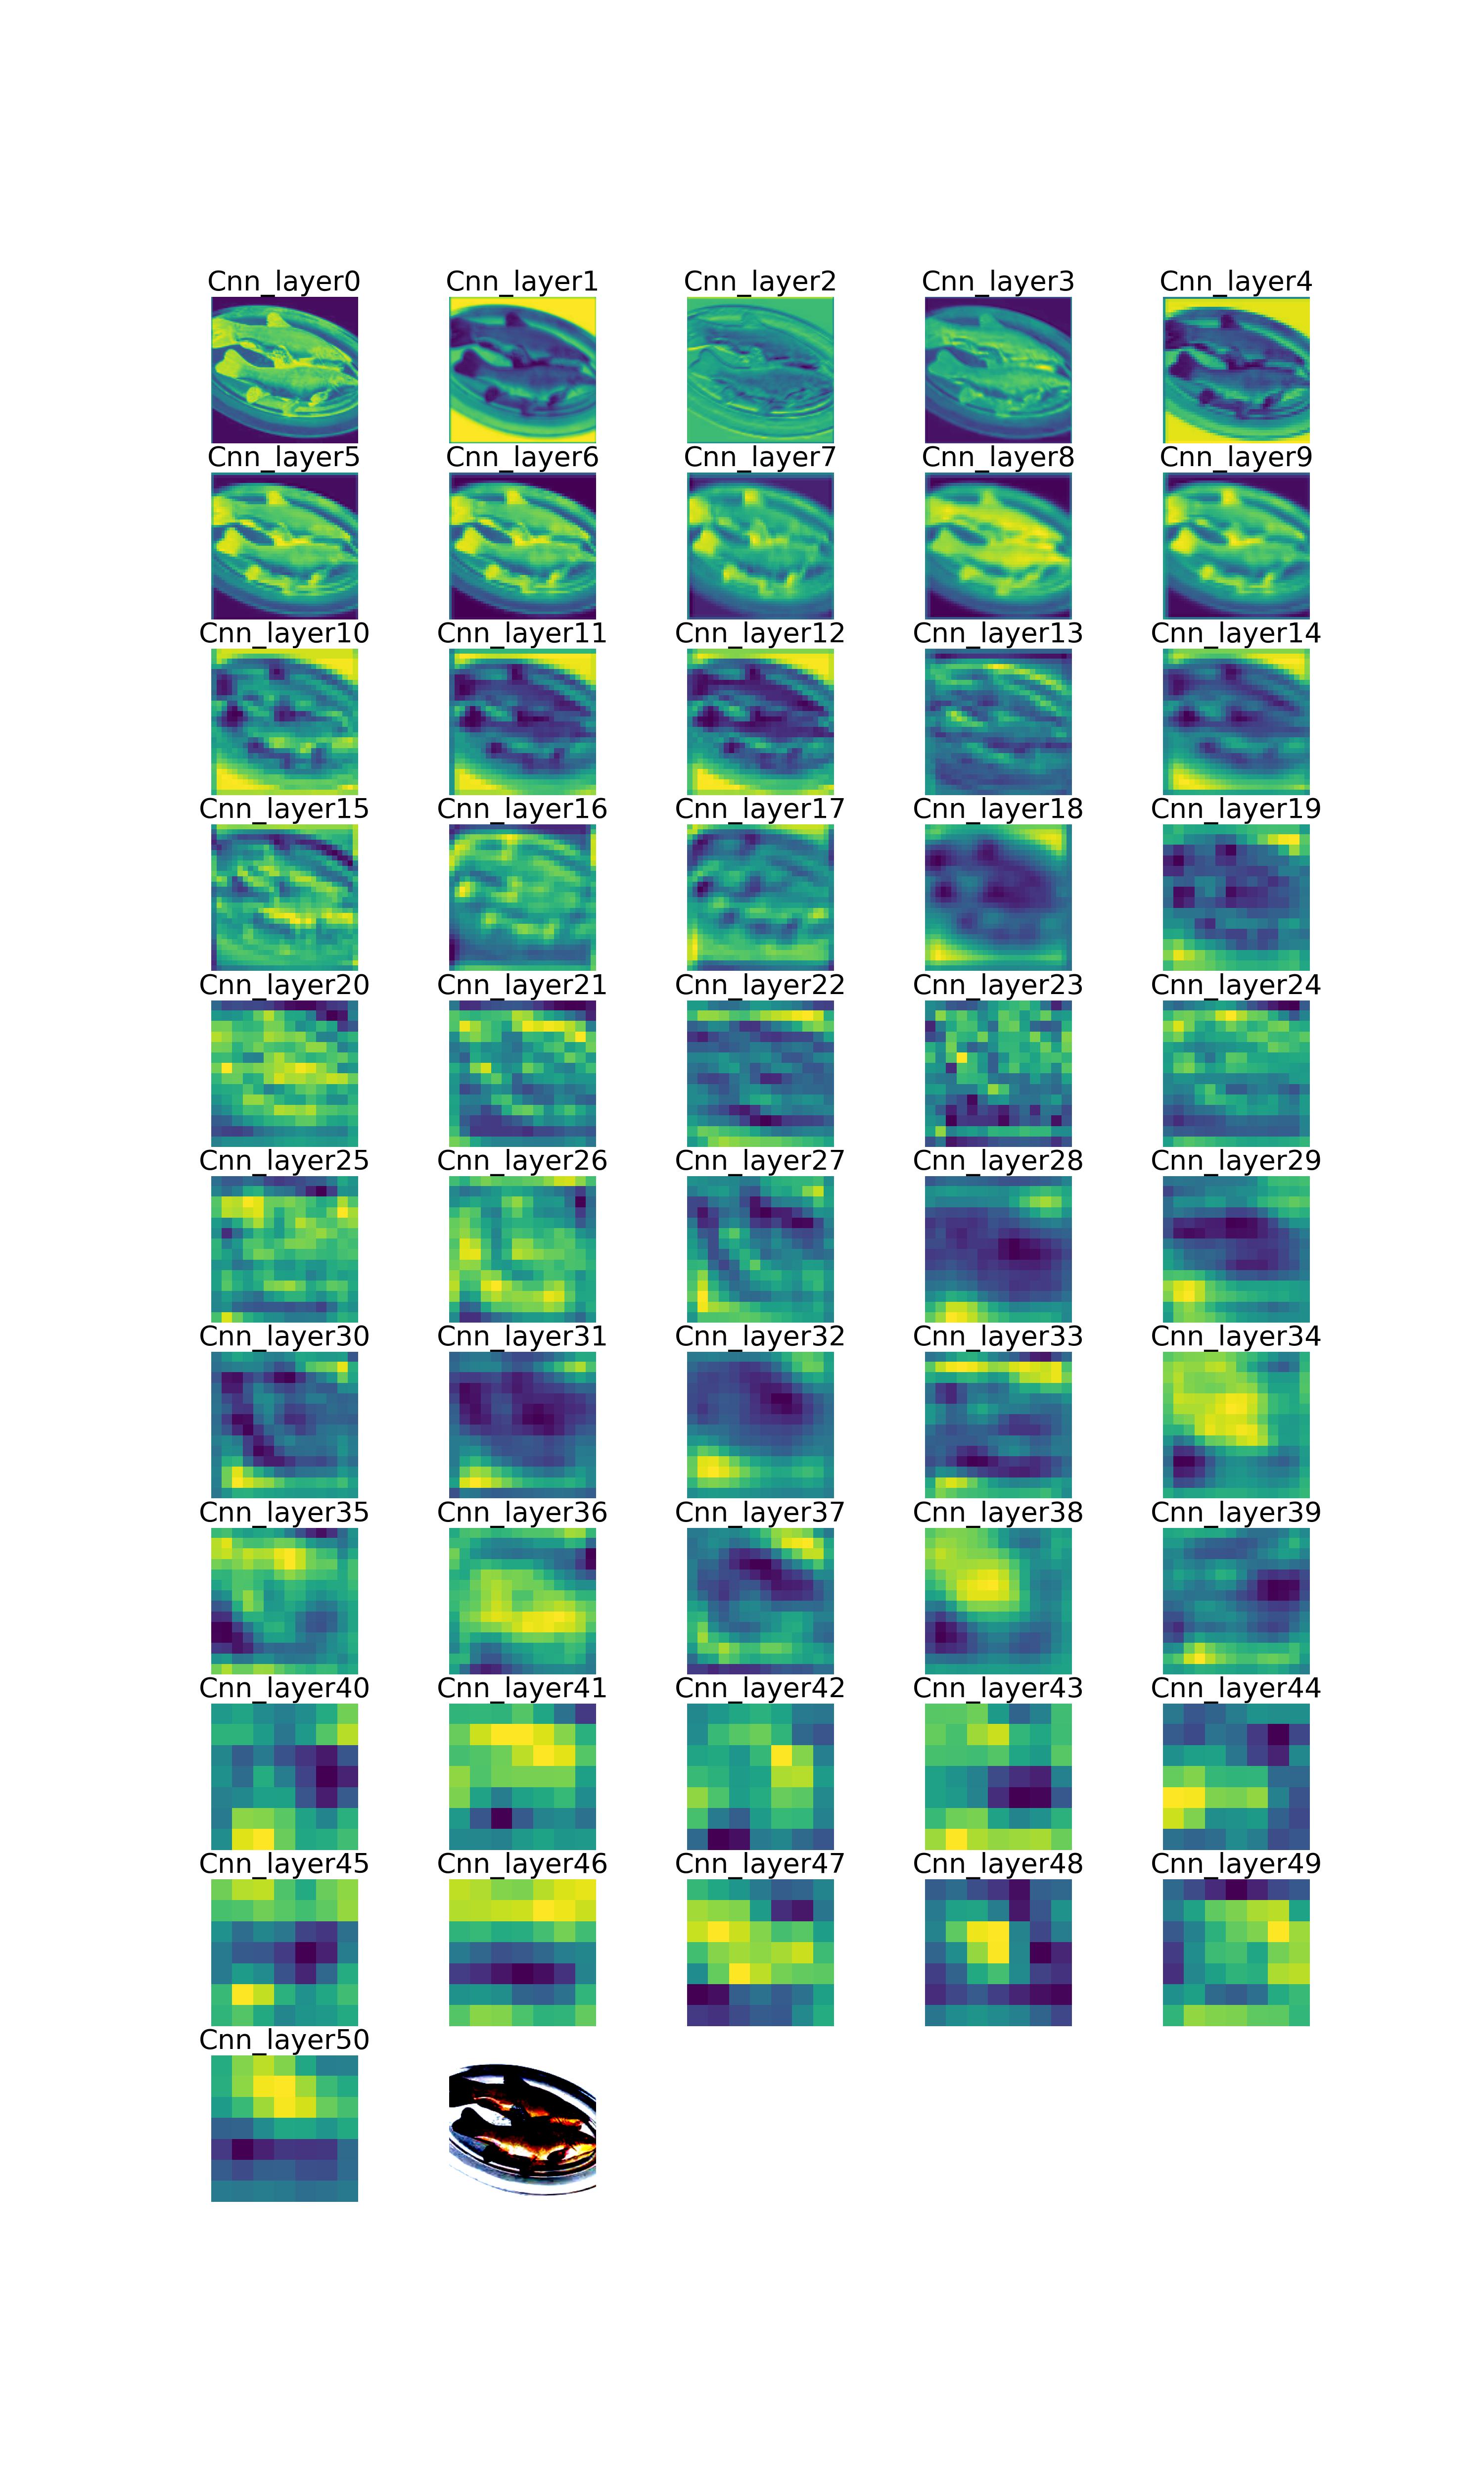 Cnn_layer0 Cnn_layer1 Cnn_layer2 Cnn_layer3 Cnn_layer4
Cnn_layer5 Cnn_layer6 Cnn_layer7 Cnn_layer8 Cnn_layer9
Cnn_layer10 Cnn_layer11 Cnn_layer12 Cnn_layer13 Cnn_layer14
Cnn_layer15 Cnn_layer16 Cnn_layer17 Cnn_layer18 Cnn_layer19
Cnn_layer20 Cnn_layer21 Cnn_layer22 Cnn_layer23 Cnn_layer24
Cnn_layer25 Cnn_layer26 Cnn_layer27 Cnn_layer28 Cnn_layer29
Cnn_layer30 Cnn_layer31 Cnn_layer32 Cnn_layer33 Cnn_layer34
Cnn_layer35 Cnn_layer36 Cnn_layer37 Cnn_layer38 Cnn_layer39
Cnn_layer40 Cnn_layer41 Cnn_layer42 Cnn_layer43 Cnn_layer44
Cnn_layer45 Cnn_layer46 Cnn_layer47 Cnn_layer48 Cnn_layer49
Cnn_layer50